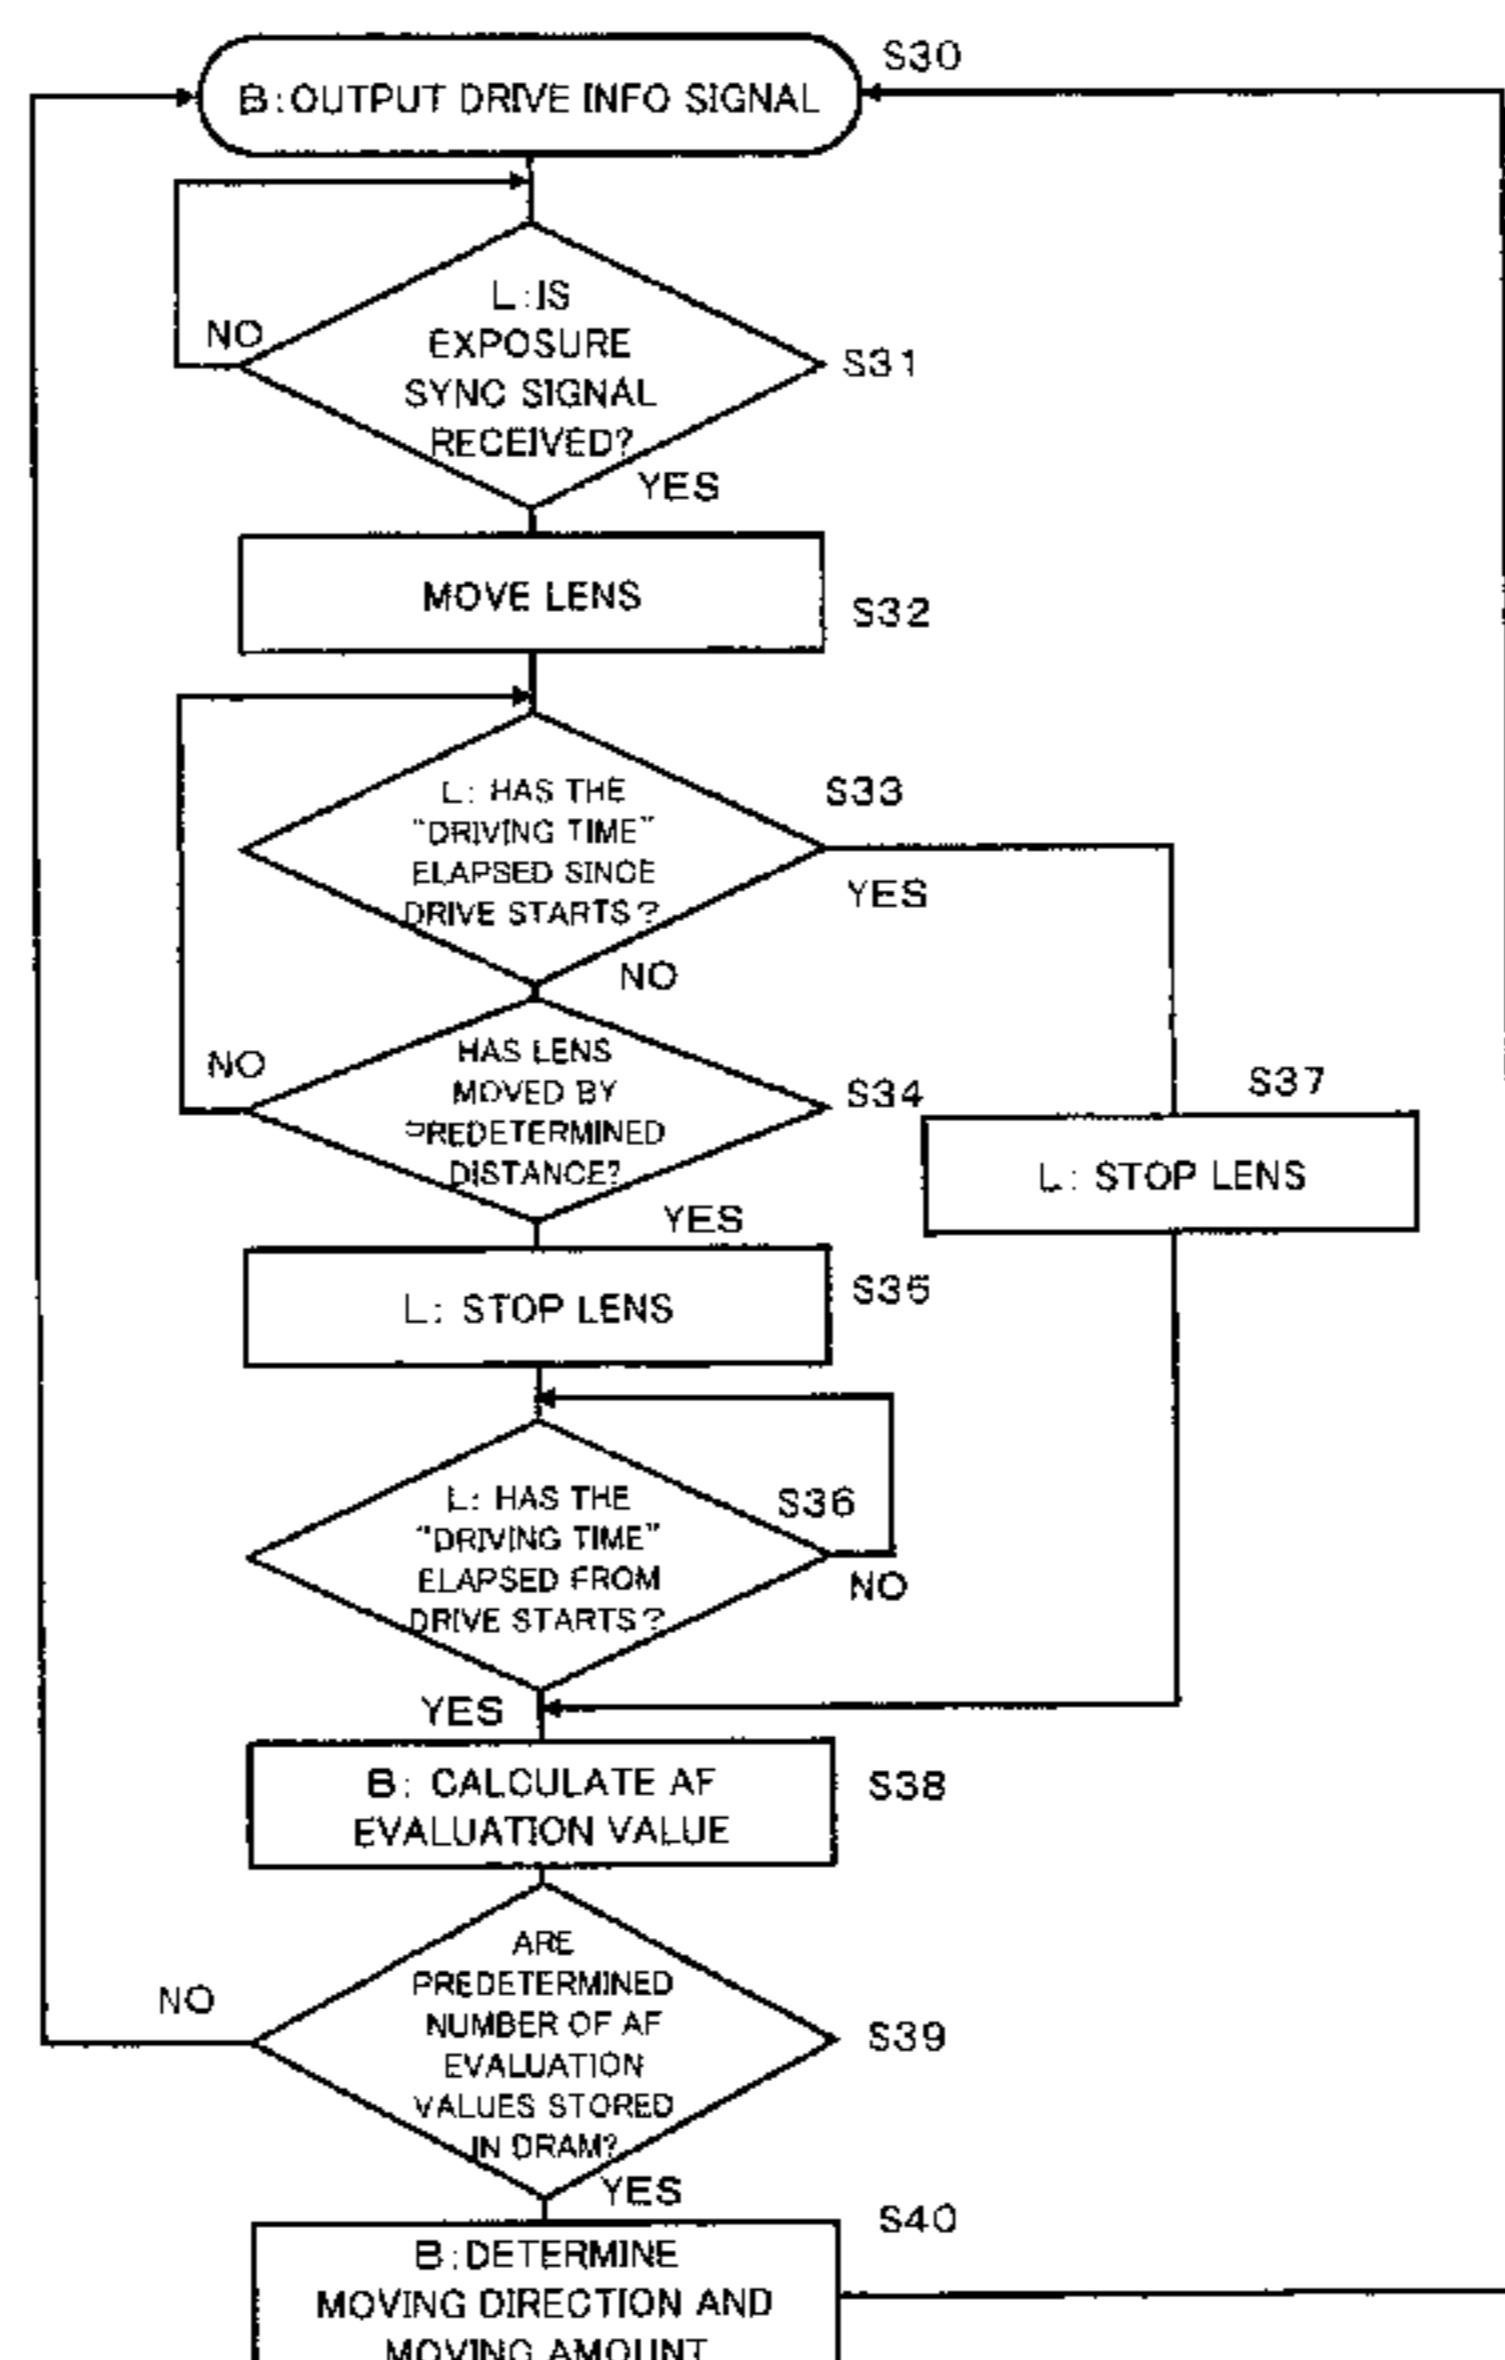 S30
B:OUTPUT DRIVE INFO SIGNAL
L:IS
EXPOSURE
SYNC SIGNAL
RECEIVED?
NO
S31
YES
MOVE LENS
S32
L: HAS THE
"DRIVING TIME"
ELAPSED SINCE
DRIVE STARTS?
S33
YES
NO
HAS LENS
MOVED BY
PREDETERMINED
DISTANCE?
NO
S34
YES
S37
L: STOP LENS
L: STOP LENS
S35
L: HAS THE
"DRIVING TIME"
ELAPSED FROM
DRIVE STARTS?
S36
NO
YES
B: CALCULATE AF
EVALUATION VALUE
S38
ARE
PREDETERMINED
NUMBER OF AF
EVALUATION
VALUES STORED
IN DRAM?
NO
S39
YES
S40
B:DETERMINE
MOVING DIRECTION AND
MOVING AMOUNT